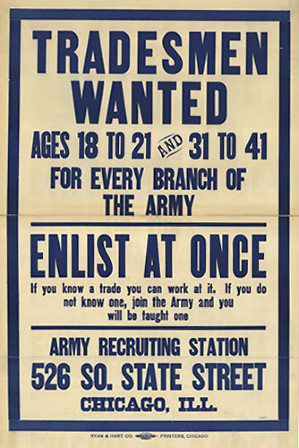 TRADESMEN
WANTED
AGES 18 TO 21 AND 31 TO 41
FOR EVERY BRANCH OF
THE ARMY
ENLIST AT ONCE
If you know a trade you can work at it. If you do
not know one, join the Army and you
will be taught one
ARMY RECRUITING STATION
526 SO. STATE STREET
CHICAGO, ILL.
RYAN & HART CO. PRINTERS, CHICAGO